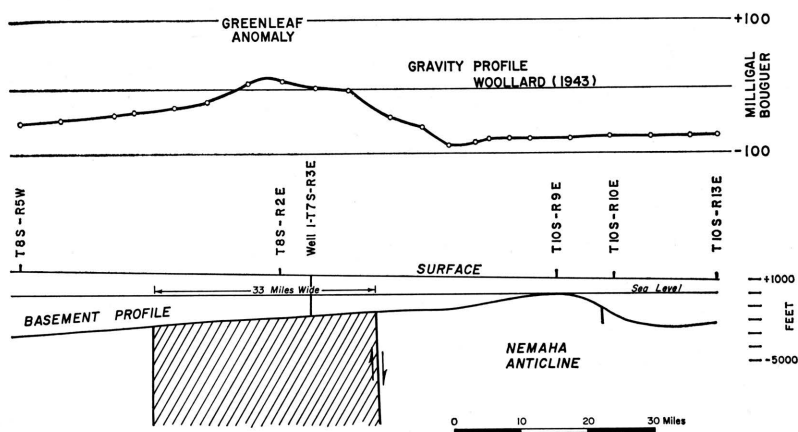 GREENLEAF
ANOMALY
+100
GRAVITY PROFILE
WOOLLARD (1943)
MILLIGAL
BOUGUER
-100
T8S-R5W
T8S-R2E
Well 1-T7S-R3E
T10S-R9E
T10S-R10E
T10S-R13E
SURFACE
+1000
33 Miles Wide
Sea Level
BASEMENT PROFILE
FEET
NEMAHA
ANTICLINE
-5000
0 10 20 30 Miles